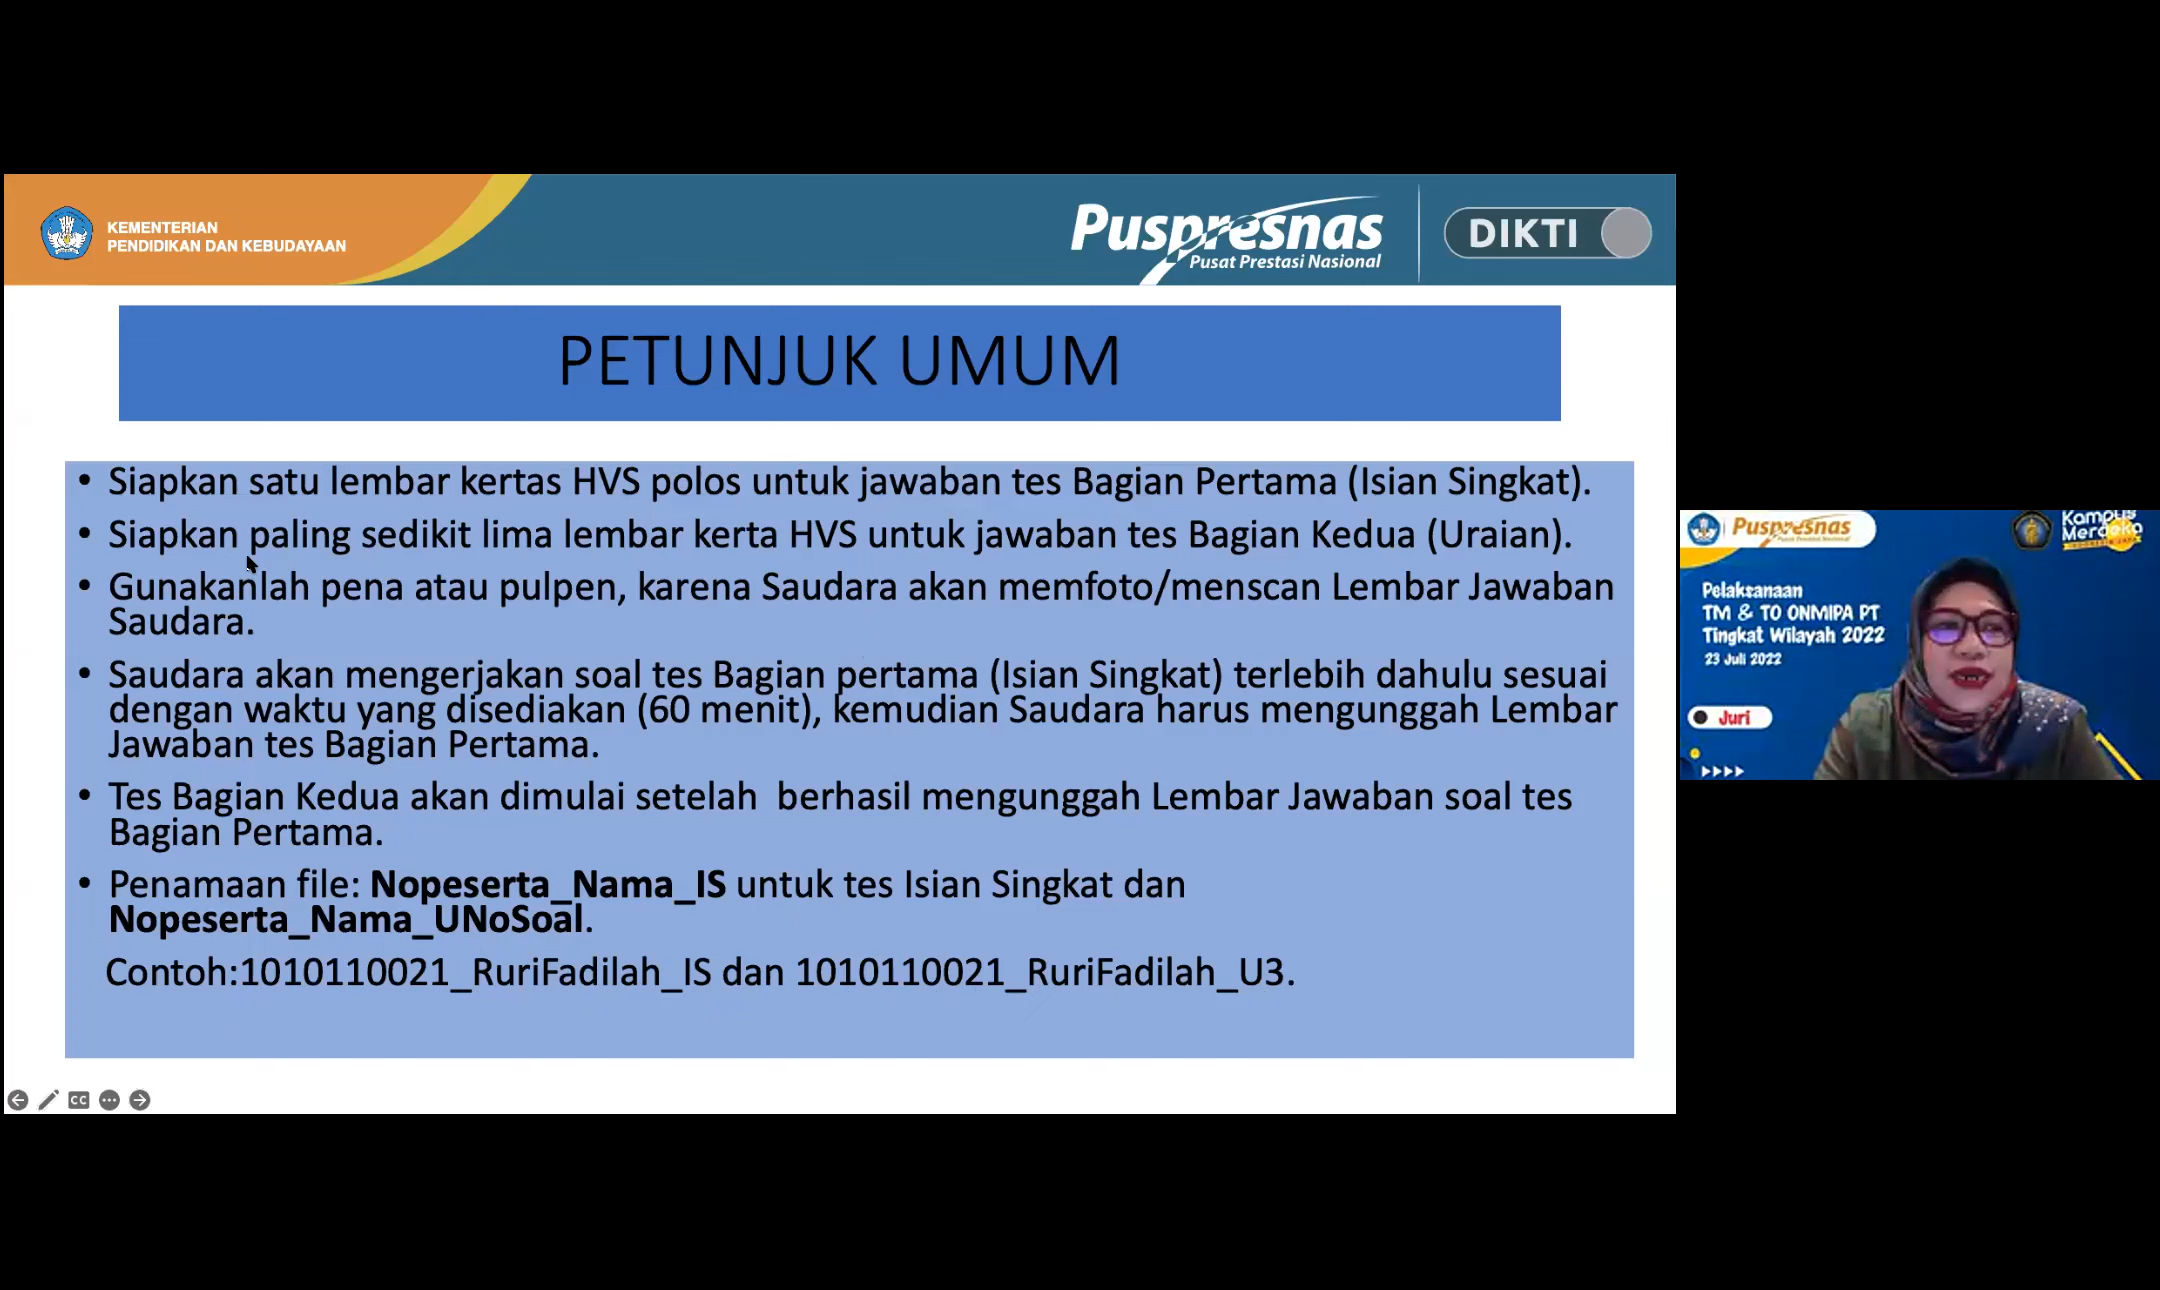 KEMENTERIAN
PENDIDIKAN DAN KEBUDAYAAN
Puspresnas
Pusat Prestasi Nasional
DIKTI
PETUNJUK UMUM
• Siapkan satu lembar kertas HVS polos untuk jawaban tes Bagian Pertama (Isian Singkat).
• Siapkan paling sedikit lima lembar kerta HVS untuk jawaban tes Bagian Kedua (Uraian).
• Gunakanlah pena atau pulpen, karena Saudara akan memfoto/menscan Lembar Jawaban
Saudara.
• Saudara akan mengerjakan soal tes Bagian pertama (Isian Singkat) terlebih dahulu sesuai
dengan waktu yang disediakan (60 menit), kemudian Saudara harus mengunggah Lembar
Jawaban tes Bagian Pertama.
• Tes Bagian Kedua akan dimulai setelah  berhasil mengunggah Lembar Jawaban soal tes
Bagian Pertama.
• Penamaan file: Nopeserta_Nama_IS untuk tes Isian Singkat dan
Nopeserta_Nama_UNoSoal.
Contoh:1010110021_RuriFadilah_IS dan 1010110021_RuriFadilah_U3.
CC
Puspresnas
Kampus
Merdeka
Pelaksanaan
TM & TO ONMIPA PT
Tingkat Wilayah 2022
23 Juli 2022
Juri